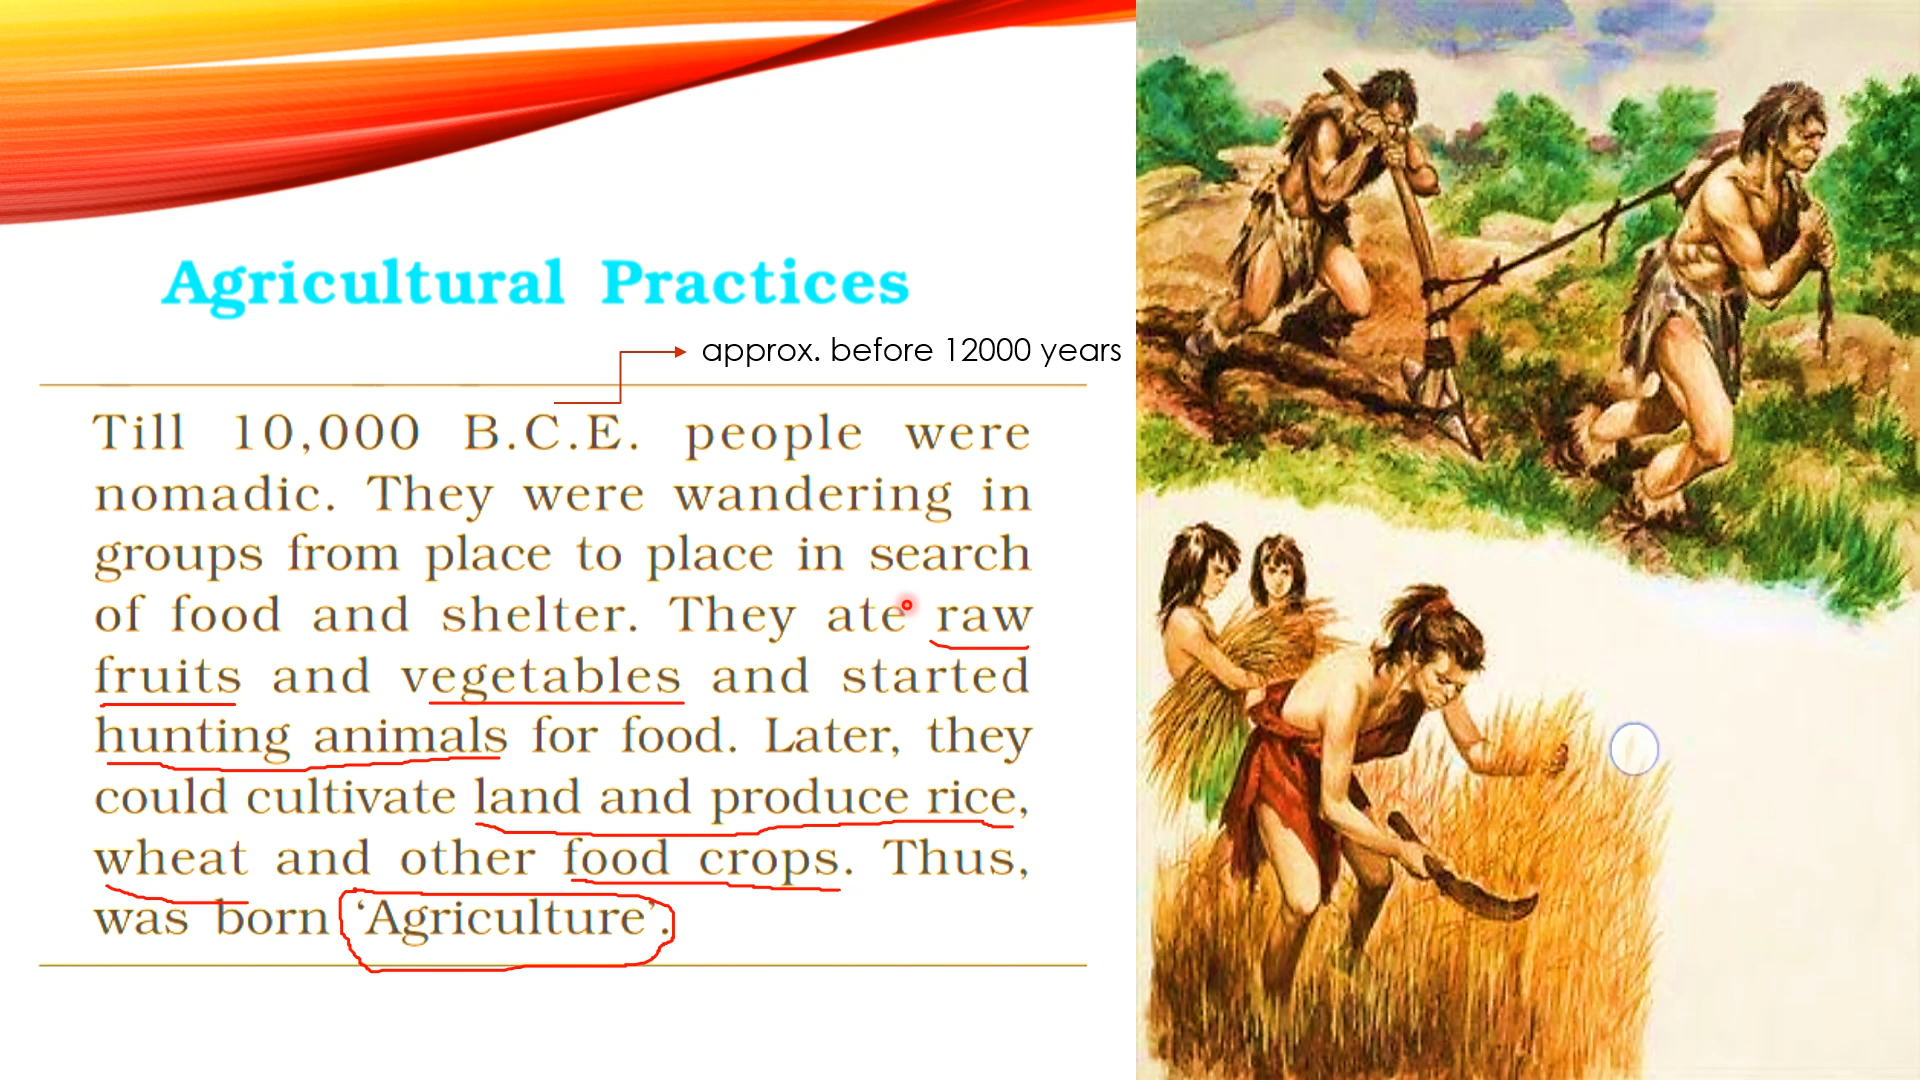 Agricultural Practices
approx. before 12000 years
Till 10,000 B.C.E. people were
nomadic. They were wandering in
groups from place to place in search
of food and shelter. They ate raw
fruits and vegetables and started
hunting animals for food. Later, they
could cultivate land and produce rice,
wheat and other food crops. Thus,
was born ‘Agriculture’.